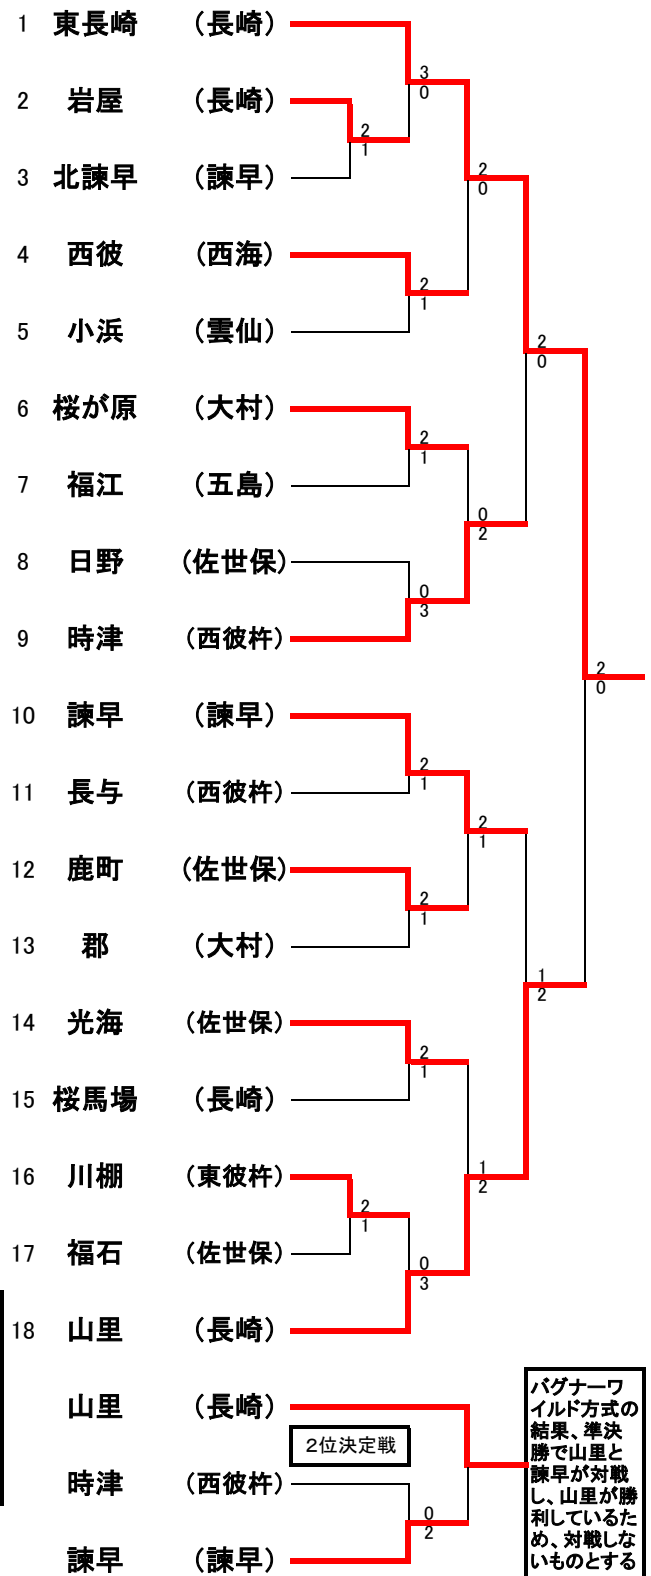 1 東長崎 (長崎)
3
0
2 岩屋 (長崎)
2
1
3 北諫早 (諫早)
2
0
4 西彼 (西海)
2
1
5 小浜 (雲仙)
2
0
6 桜が原 (大村)
2
1
7 福江 (五島)
0
2
8 日野 (佐世保)
0
3
9 時津 (西彼杵)
2
0
10 諫早 (諫早)
2
1
11 長与 (西彼杵)
2
1
12 鹿町 (佐世保)
2
1
13 郡 (大村)
1
2
14 光海 (佐世保)
2
1
15 桜馬場 (長崎)
1
2
16 川棚 (東彼杵)
2
1
17 福石 (佐世保)
0
3
18 山里 (長崎)
山里 (長崎)
2位決定戦
時津 (西彼杵)
0
2
諫早 (諫早)
バグナーワ
イルド方式の
結果、準決
勝で山里と
諫早が対戦
し、山里が勝
利しているた
め、対戦しな
いものとする